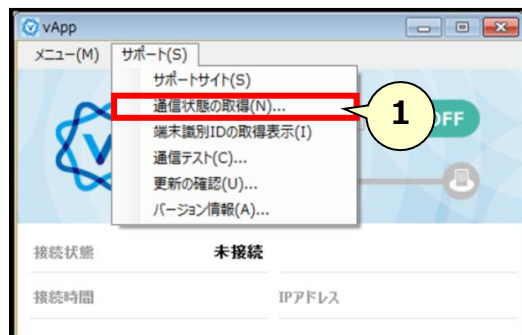 vApp
メニュー(M) サポート(S)
サポートサイト(S)
通信状態の取得(N)...
1
端末識別IDの取得表示(I)
通信テスト(C)...
更新の確認(U)...
バージョン情報(A)...
接続状態 未接続
接続時間 IPアドレス